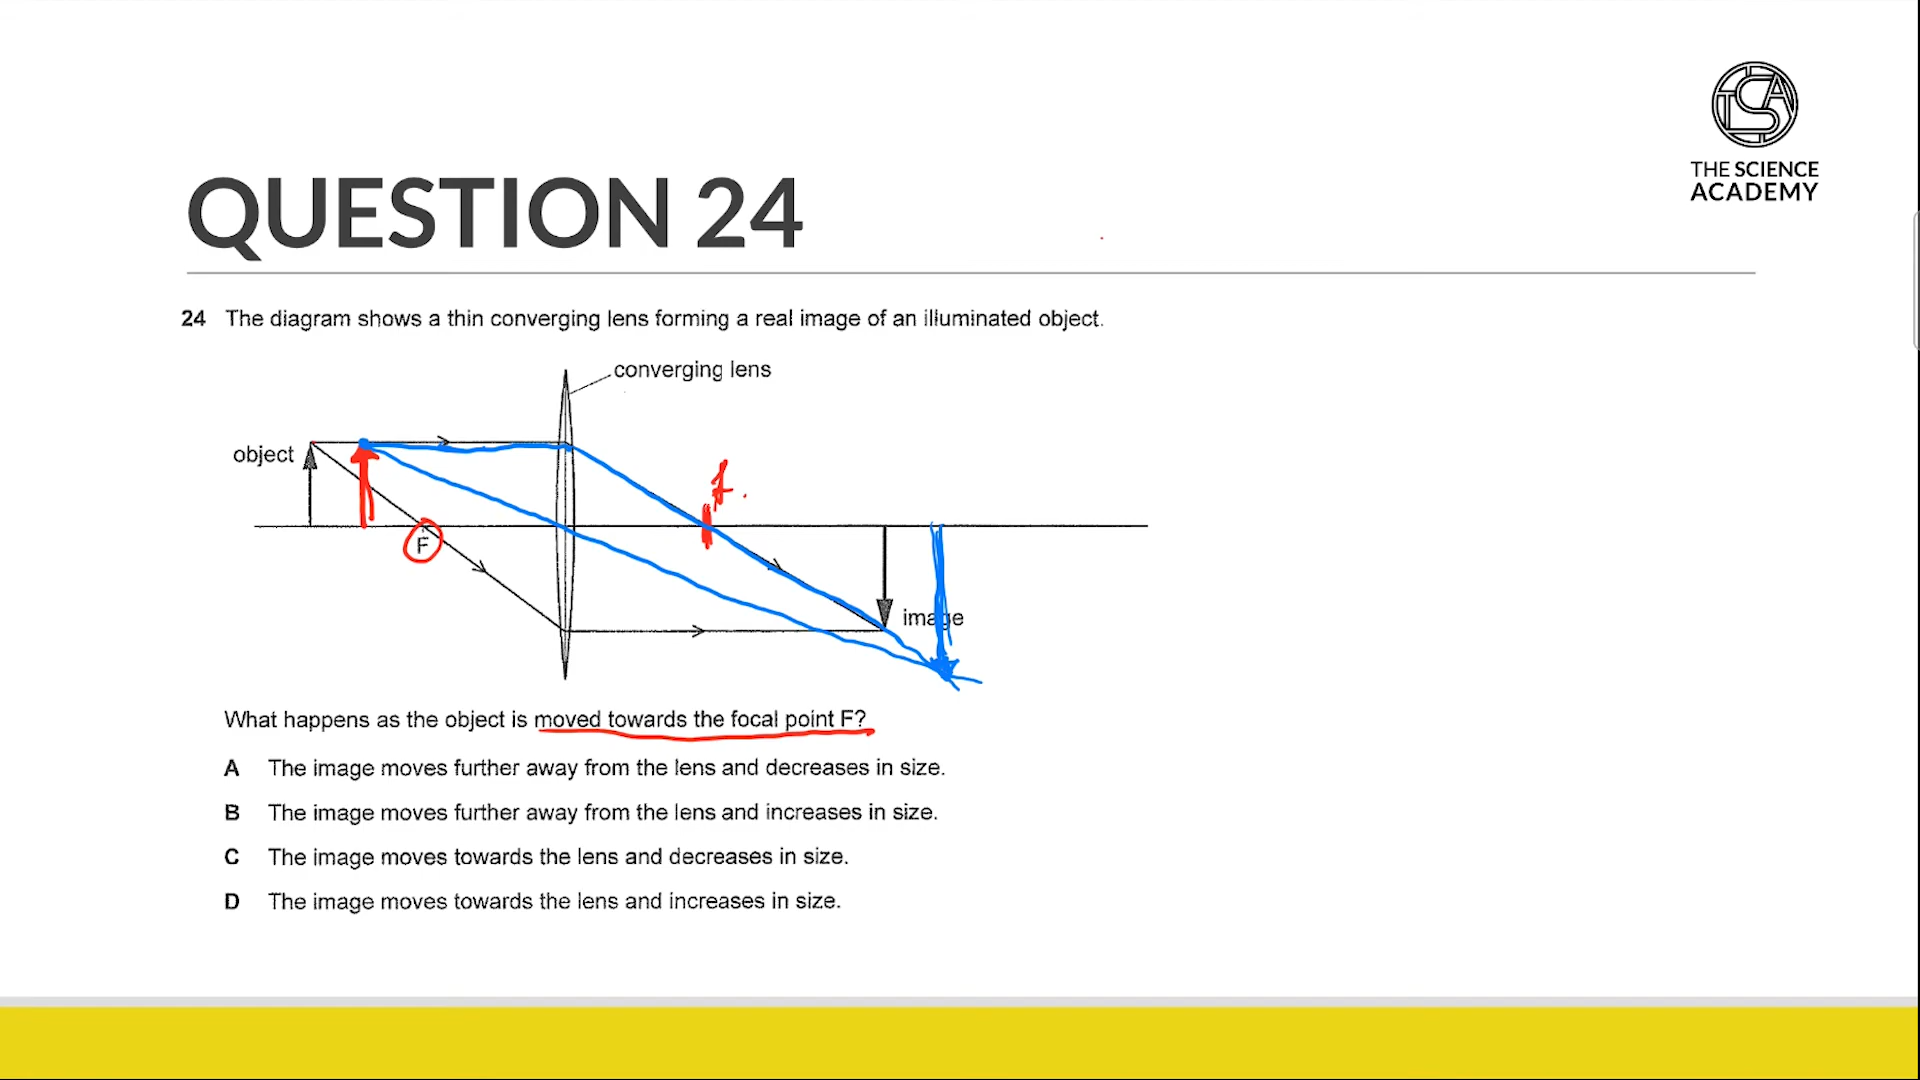 THE SCIENCE
ACADEMY
QUESTION 24
24 The diagram shows a thin converging lens forming a real image of an illuminated object.
converging lens
object
f.
F
image
What happens as the object is moved towards the focal point F?
A The image moves further away from the lens and decreases in size.
B The image moves further away from the lens and increases in size.
C The image moves towards the lens and decreases in size.
D The image moves towards the lens and increases in size.